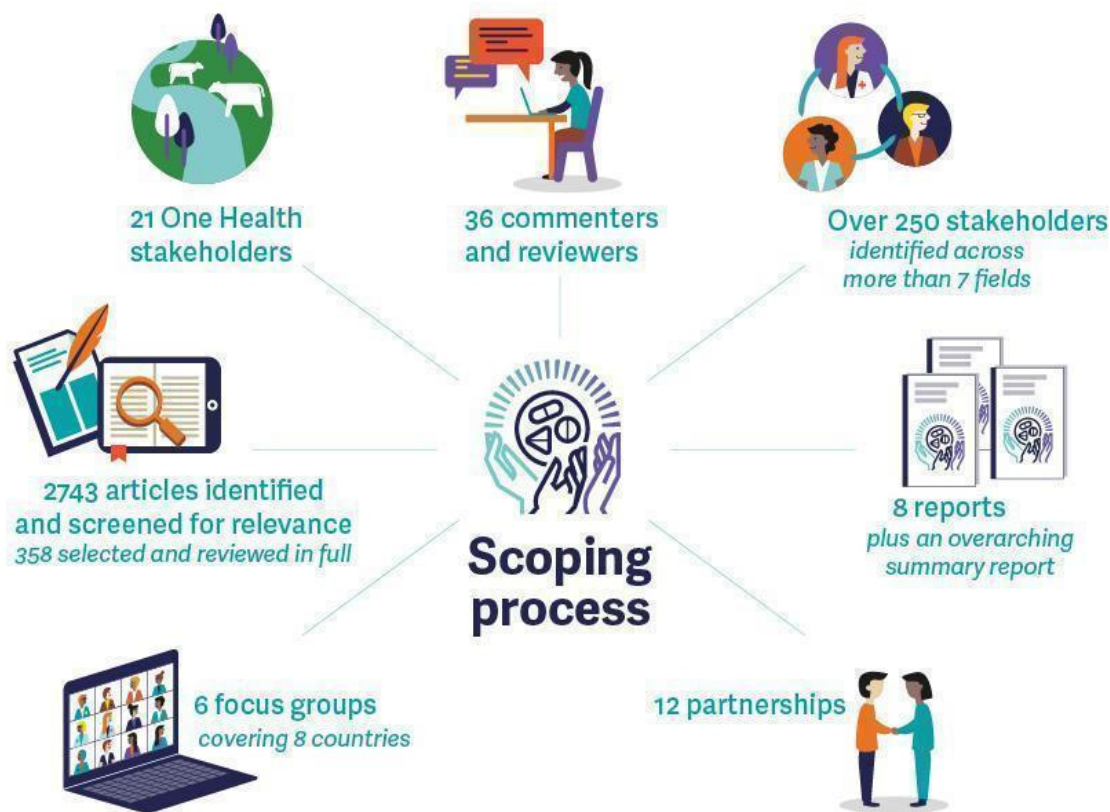 21 One Health
stakeholders
36 commenters
and reviewers
Over 250 stakeholders
identified across
more than 7 fields
2743 articles identified
and screened for relevance
358 selected and reviewed in full
Scoping
process
8 reports
plus an overarching
summary report
6 focus groups
covering 8 countries
12 partnerships